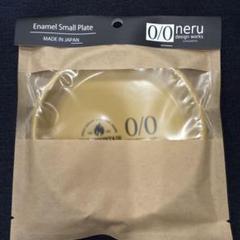 Enamel Small Plate
MADE IN JAPAN
0/0 neru
design works
0/0